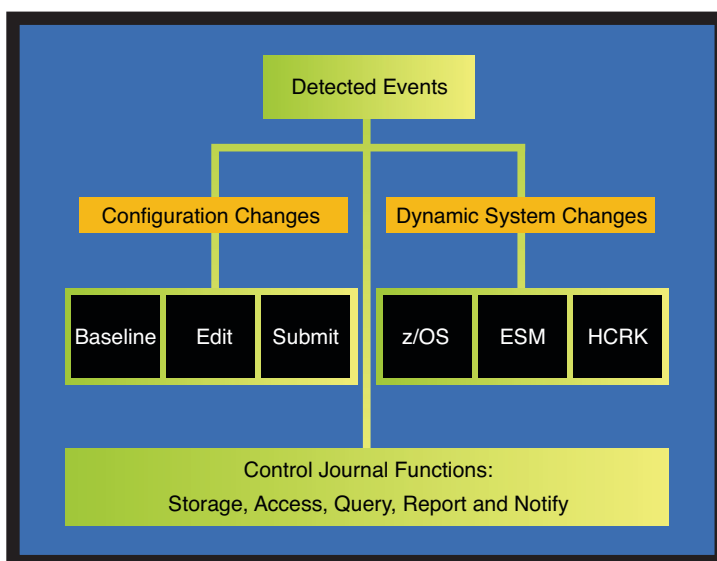 Detected Events
Configuration Changes
Dynamic System Changes
Baseline
Edit
Submit
z/OS
ESM
HCRK
Control Journal Functions:
Storage, Access, Query, Report and Notify